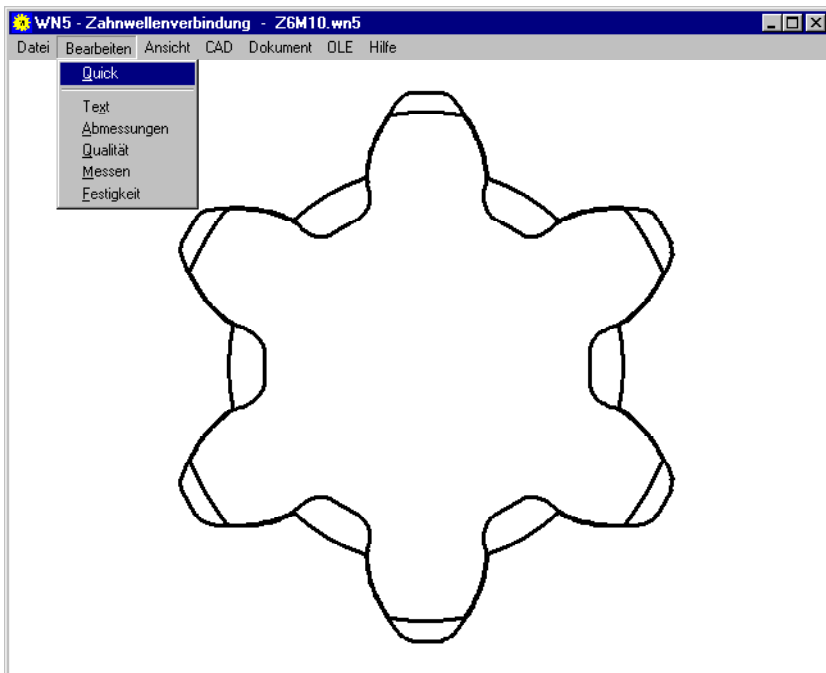 WN5 - Zahnwellenverbindung - Z6M10.wn5
Datei Bearbeiten Ansicht CAD Dokument OLE Hilfe
Quick
Text
Abmessungen
Qualität
Messen
Festigkeit